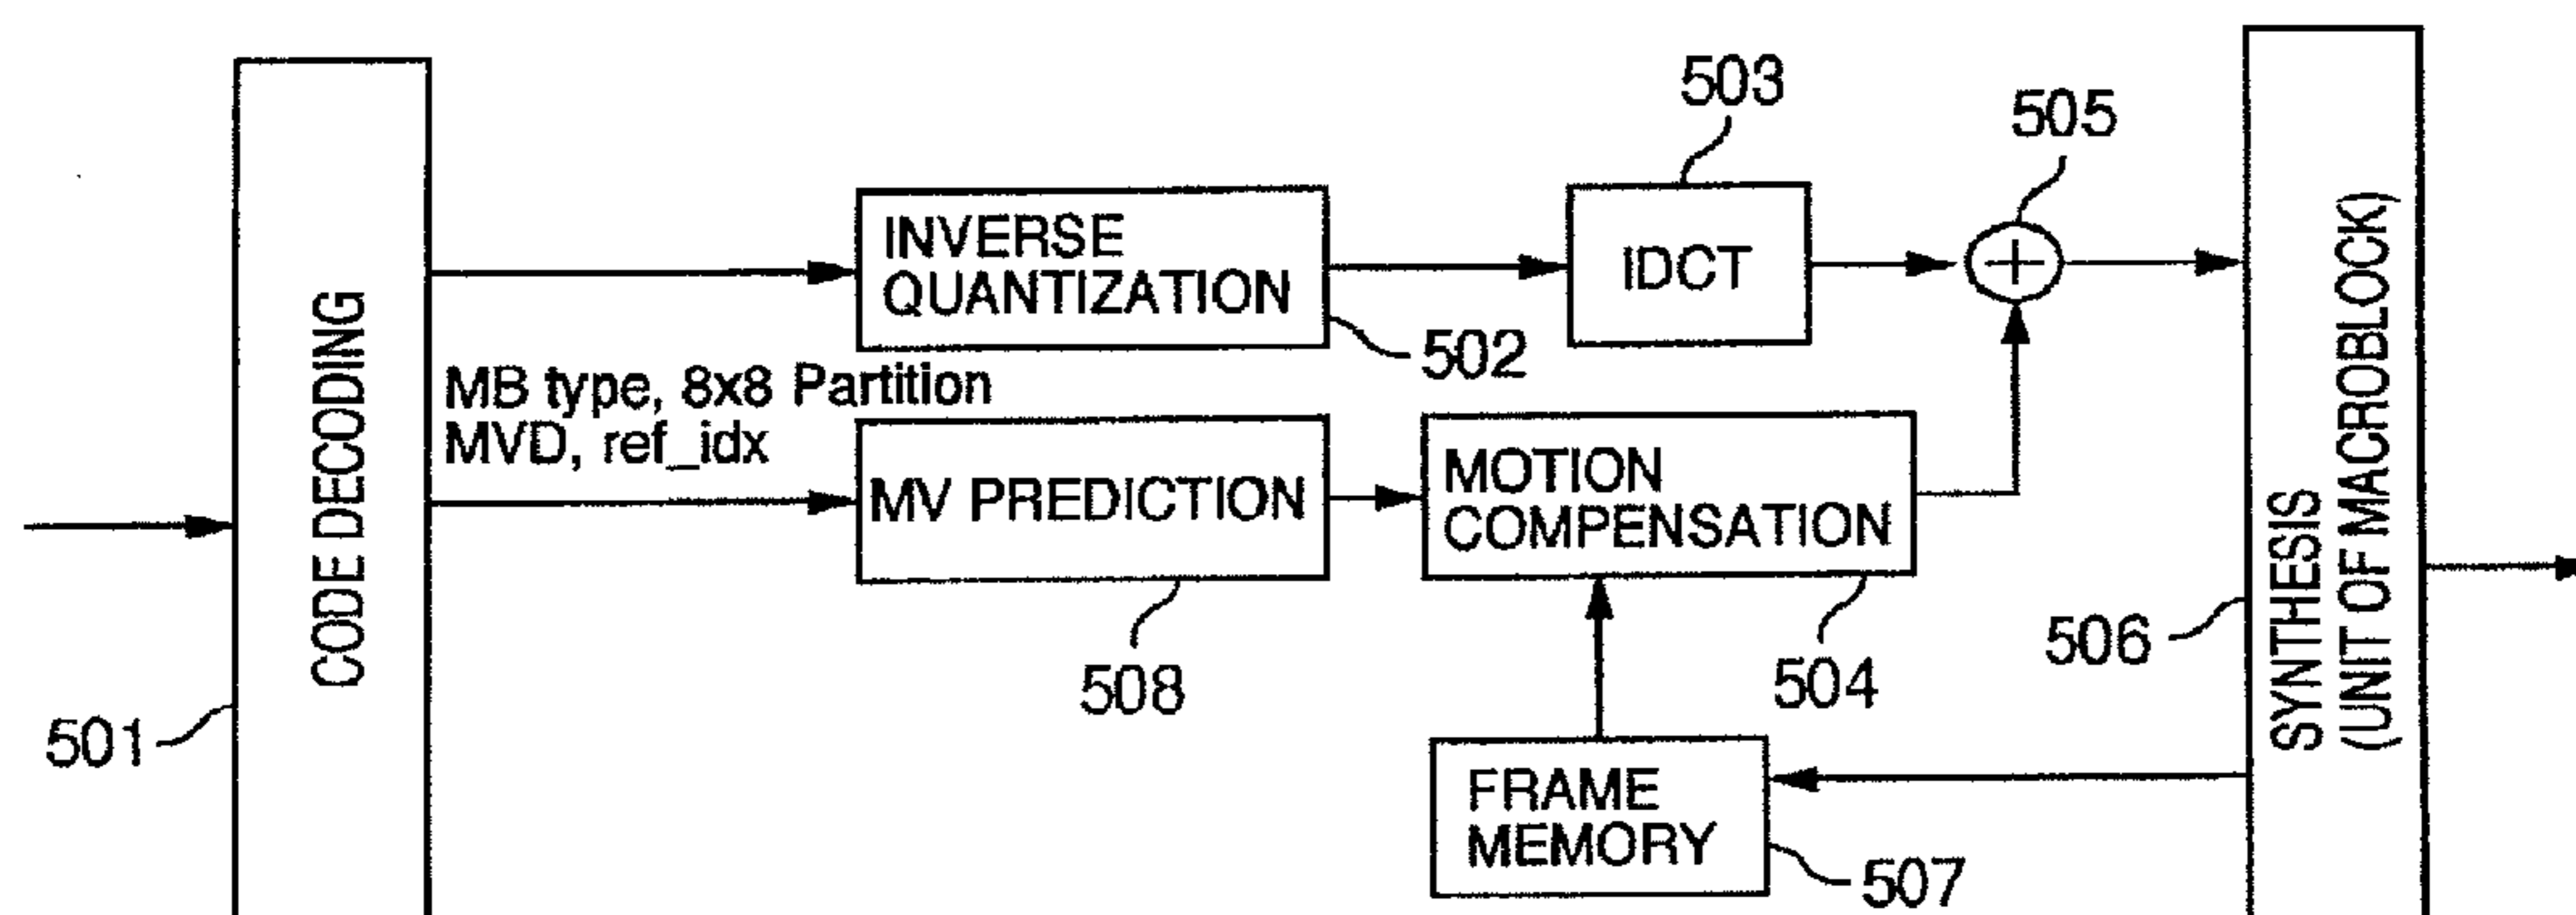 503
505
INVERSE
QUANTIZATION
IDCT
502
CODE DECODING
MB type, 8x8 Partition
MVD, ref_idx
MV PREDICTION
MOTION
COMPENSATION
508
504
506
SYNTHESIS
(UNIT OF MACROBLOCK)
501
FRAME
MEMORY
507